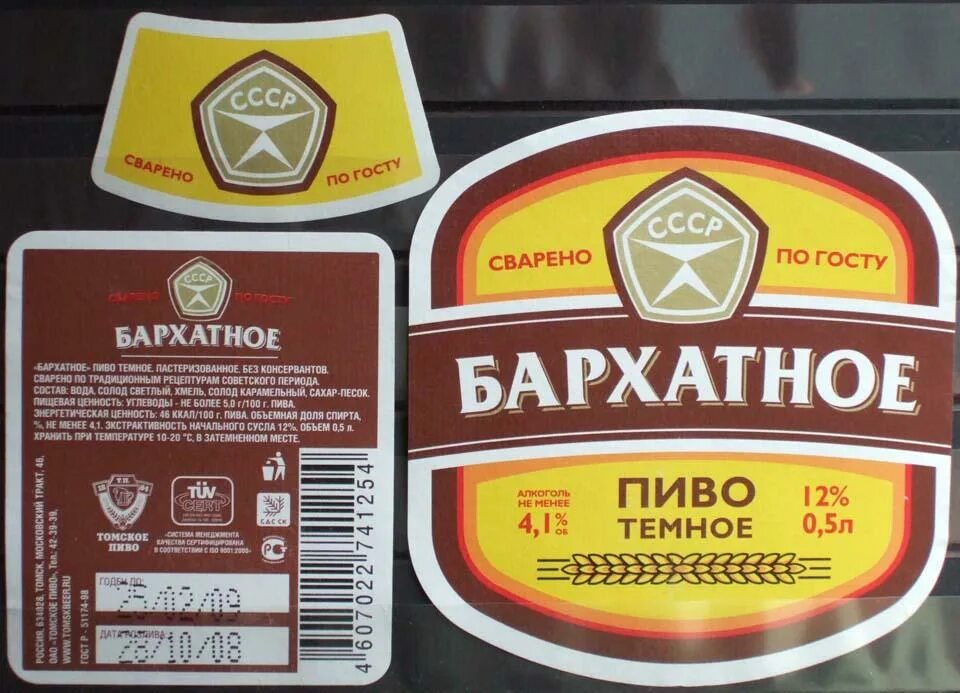 СССР
СВАРЕНО ПО ГОСТУ
СССР
СВАРЕНО ПО ГОСТУ
БАРХАТНОЕ
АЛКОГОЛЬ
НЕ МЕНЕЕ
4,1% ОБ
ПИВО
ТЕМНОЕ
12%
0,5л
СССР
СВАРЕНО ПО ГОСТУ
БАРХАТНОЕ
«БАРХАТНОЕ» ПИВО ТЕМНОЕ. ПАСТЕРИЗОВАННОЕ. БЕЗ КОНСЕРВАНТОВ.
СВАРЕНО ПО ТРАДИЦИОННЫМ РЕЦЕПТУРАМ СОВЕТСКОГО ПЕРИОДА.
СОСТАВ: ВОДА, СОЛОД СВЕТЛЫЙ, ХМЕЛЬ, СОЛОД КАРАМЕЛЬНЫЙ, САХАР-ПЕСОК.
ПИЩЕВАЯ ЦЕННОСТЬ: УГЛЕВОДЫ - НЕ БОЛЕЕ 5,0 г/100 г. ПИВА.
ЭНЕРГЕТИЧЕСКАЯ ЦЕННОСТЬ: 46 ККАЛ/100 г. ПИВА. ОБЪЕМНАЯ ДОЛЯ СПИРТА,
%, НЕ МЕНЕЕ 4,1. ЭКСТРАКТИВНОСТЬ НАЧАЛЬНОГО СУСЛА 12%. ОБЪЕМ 0,5 л.
ХРАНИТЬ ПРИ ТЕМПЕРАТУРЕ 10-20 °С, В ЗАТЕМНЕННОМ МЕСТЕ.
РОССИЯ, 634028, ТОМСК, МОСКОВСКИЙ ТРАКТ, 46,
ОАО «ТОМСКОЕ ПИВО». Тел.: 42-39-39,
WWW.TOMSKBEER.RU
ГОСТ Р - 51174-98
Т.П.
ТОМСКОЕ
ПИВО
TÜV
CERT
«СИСТЕМА МЕНЕДЖМЕНТА
КАЧЕСТВА СЕРТИФИЦИРОВАНА
В СООТВЕТСТВИИ С ISO 9001:2000»
СДС СК
ГОДЕН ДО:
25/02/09
ДАТА РОЗЛИВА:
28/10/08
4607022741254